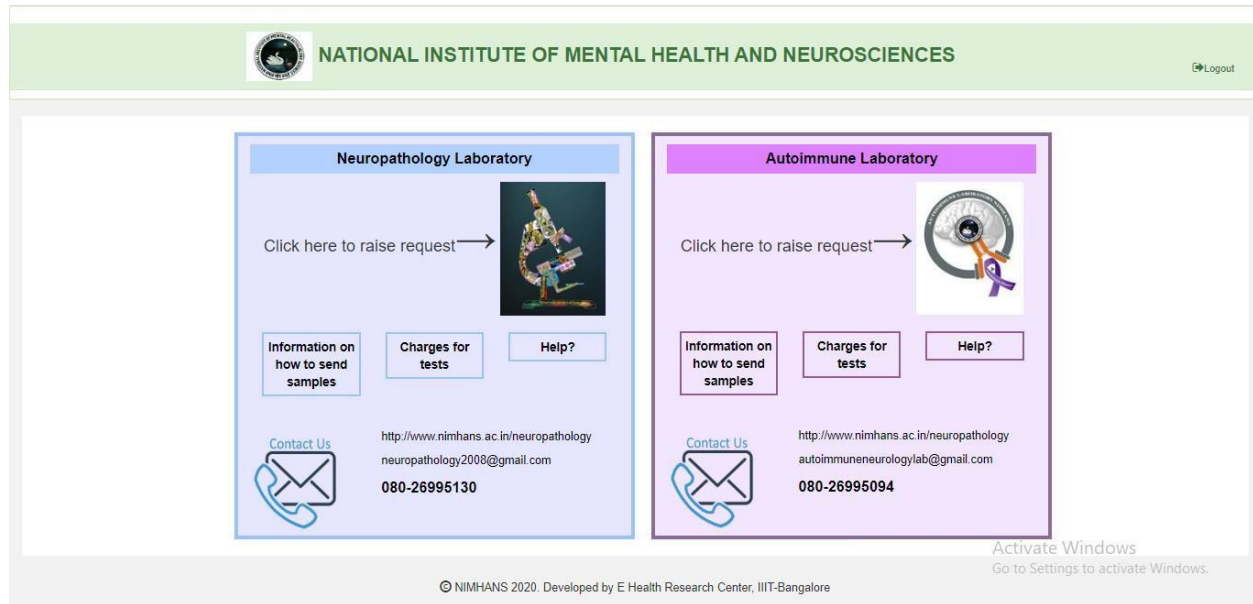 NATIONAL INSTITUTE OF MENTAL HEALTH AND NEUROSCIENCES
Logout
Neuropathology Laboratory
Click here to raise request
Information on
how to send
samples
Charges for
tests
Help?
Contact Us
http://www.nimhans.ac.in/neuropathology
neuropathology2008@gmail.com
080-26995130
Autoimmune Laboratory
Click here to raise request
AUTOIMMUNE LABORATORY NIMHANS
Information on
how to send
samples
Charges for
tests
Help?
Contact Us
http://www.nimhans.ac.in/neuropathology
autoimmuneneurologylab@gmail.com
080-26995094
Activate Windows
Go to Settings to activate Windows.
© NIMHANS 2020. Developed by E Health Research Center, IIIT-Bangalore